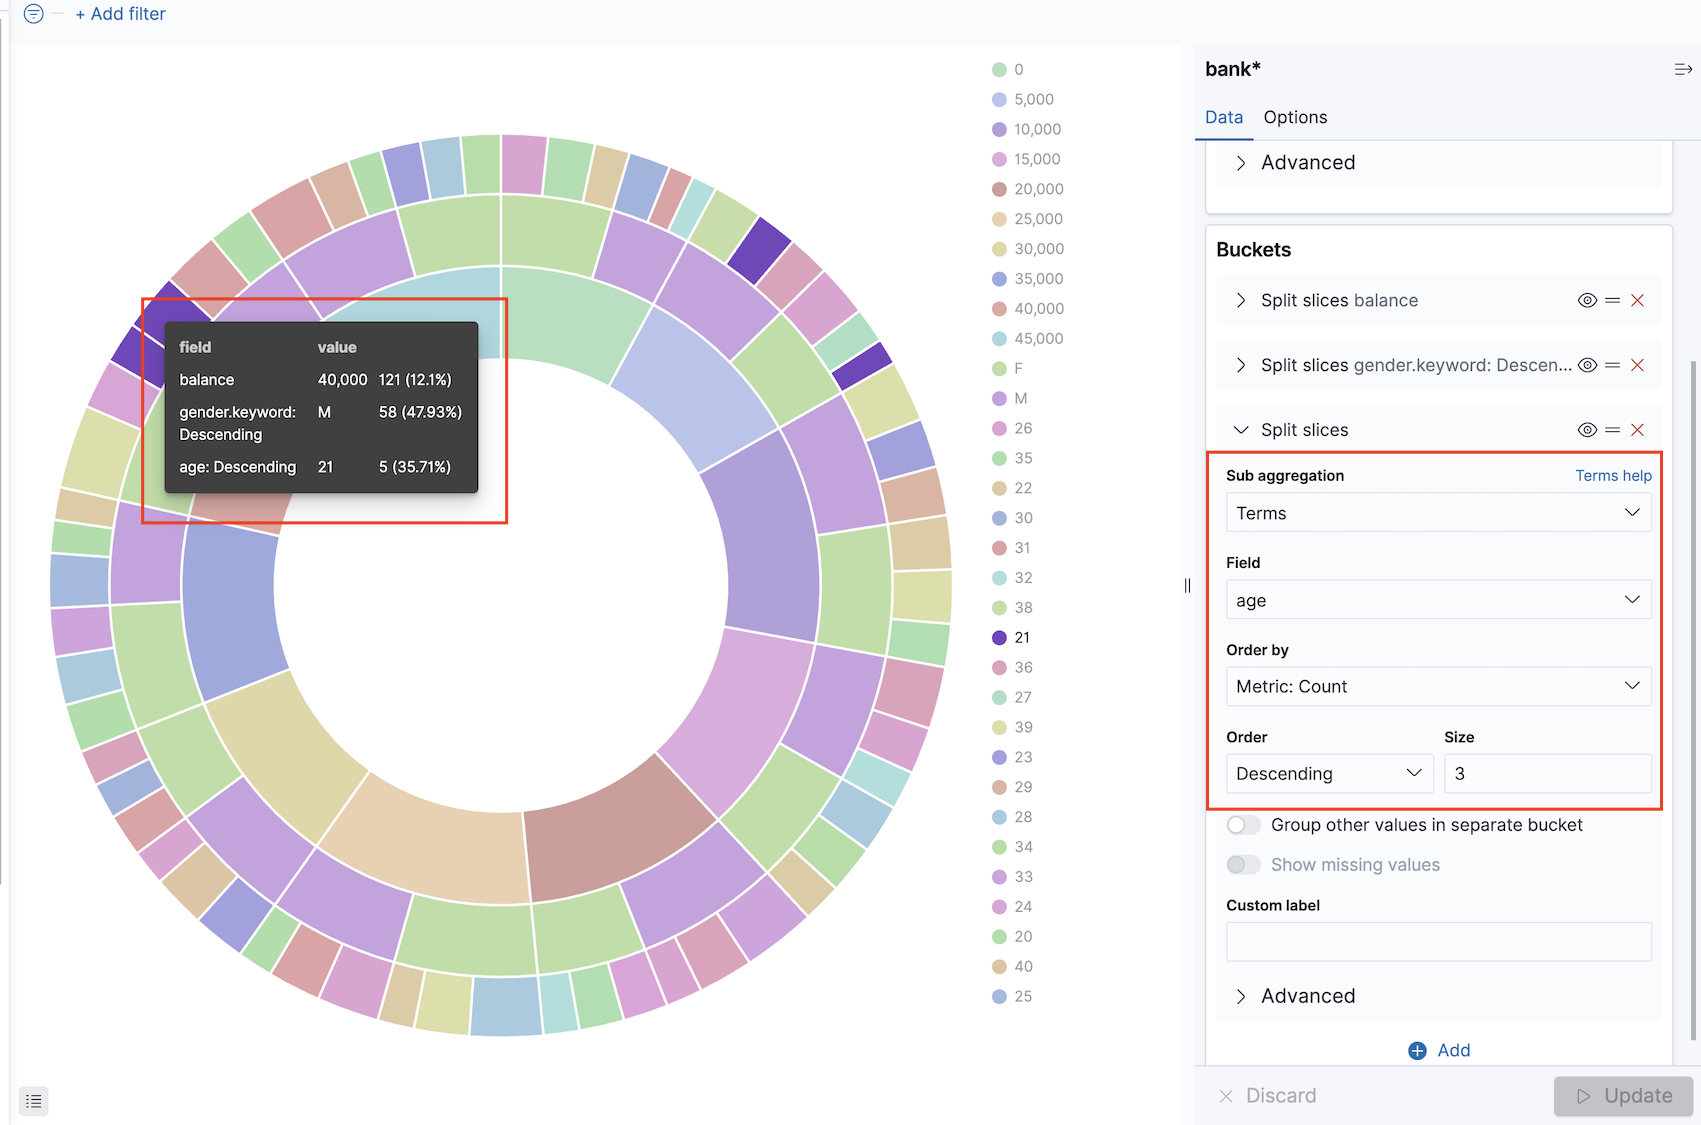 + Add filter
0
5,000
10,000
15,000
20,000
25,000
30,000
35,000
40,000
45,000
F
M
26
35
22
30
31
32
38
21
36
27
39
23
29
28
34
33
24
20
40
25
field value
balance 40,000 121 (12.1%)
gender.keyword: M 58 (47.93%)
Descending
age: Descending 21 5 (35.71%)
bank*
Data Options
Advanced
Buckets
Split slices balance
Split slices gender.keyword: Descen...
Split slices
Sub aggregation Terms help
Terms
Field
age
Order by
Metric: Count
Order Size
Descending 3
Group other values in separate bucket
Show missing values
Custom label
Advanced
Add
Discard Update